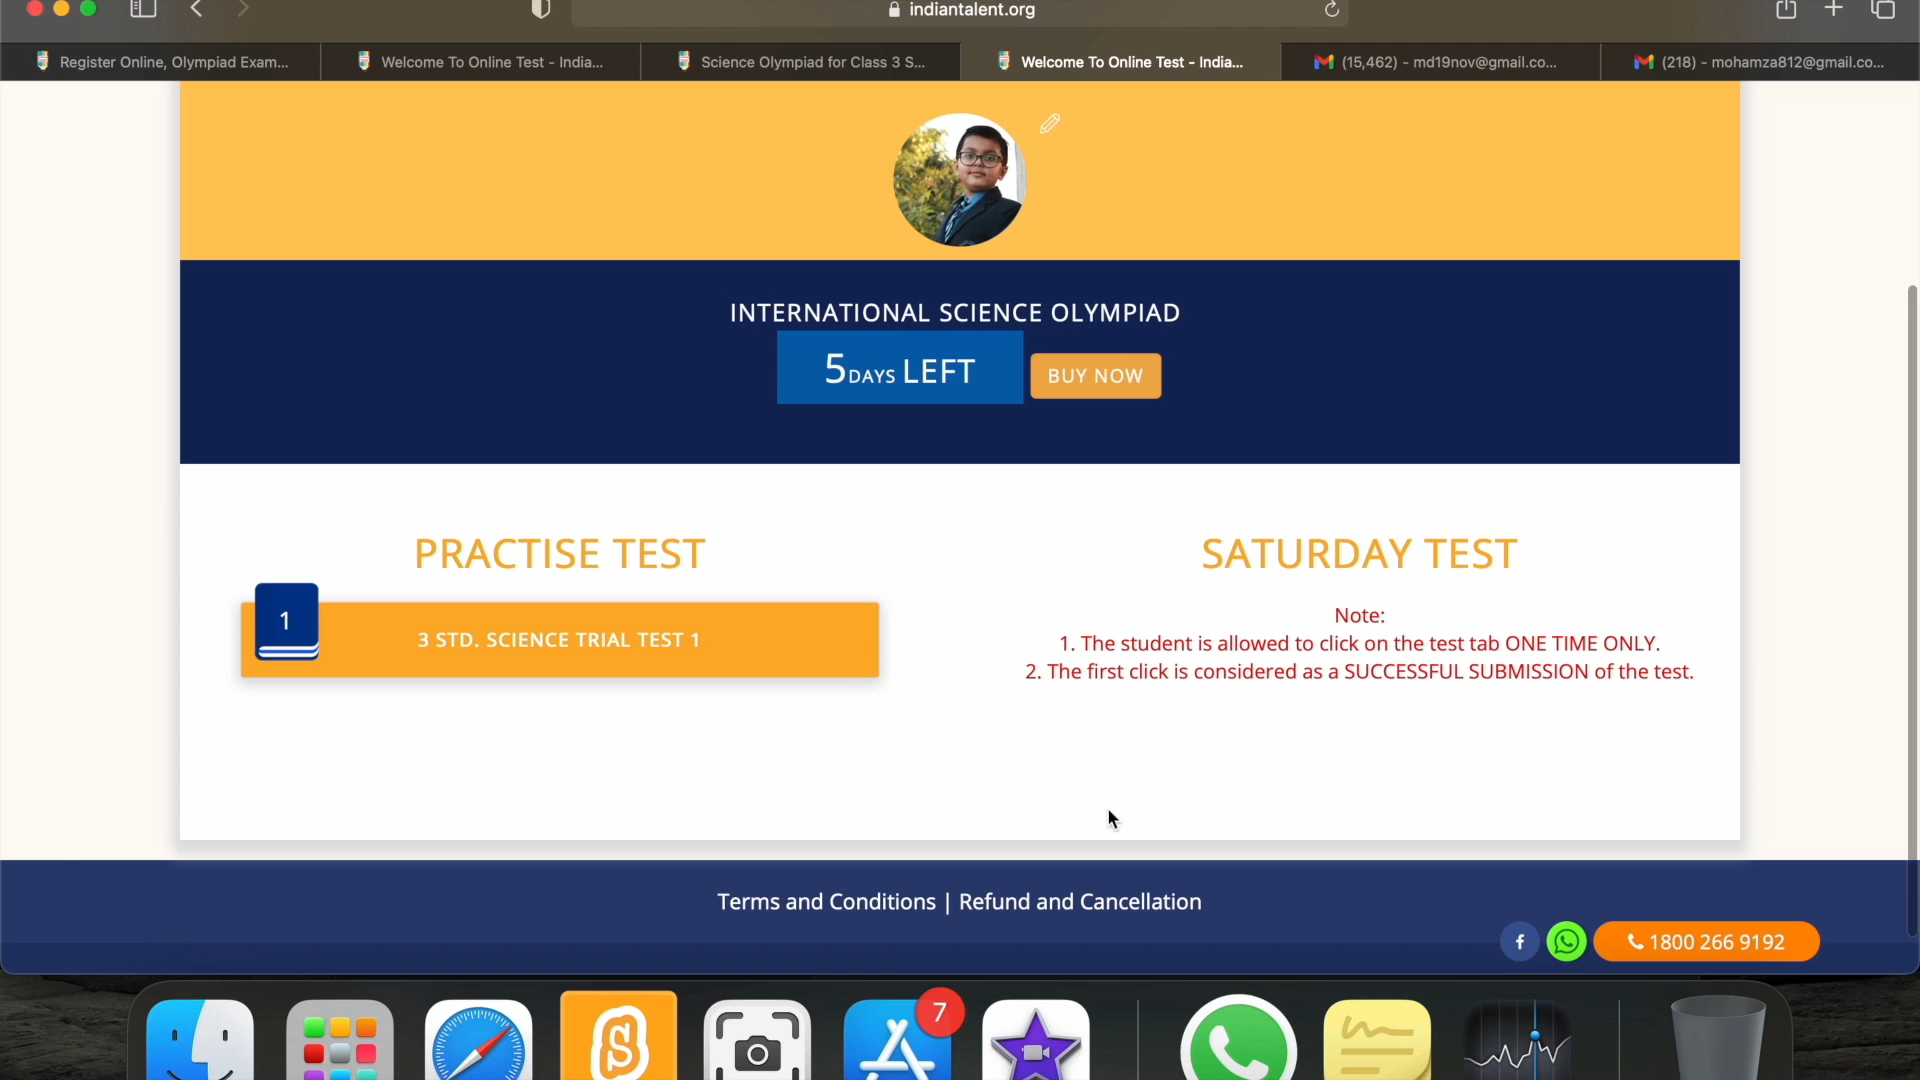 indiantalent.org
Register Online, Olympiad Exam...
Welcome To Online Test - India...
Science Olympiad for Class 3 S...
Welcome To Online Test - India...
(15,462) - md19nov@gmail.co...
(218) - mohamza812@gmail.co...
INTERNATIONAL SCIENCE OLYMPIAD
5 DAYS LEFT
BUY NOW
PRACTISE TEST
SATURDAY TEST
1
3 STD. SCIENCE TRIAL TEST 1
Note:
1. The student is allowed to click on the test tab ONE TIME ONLY.
2. The first click is considered as a SUCCESSFUL SUBMISSION of the test.
Terms and Conditions | Refund and Cancellation
1800 266 9192
7